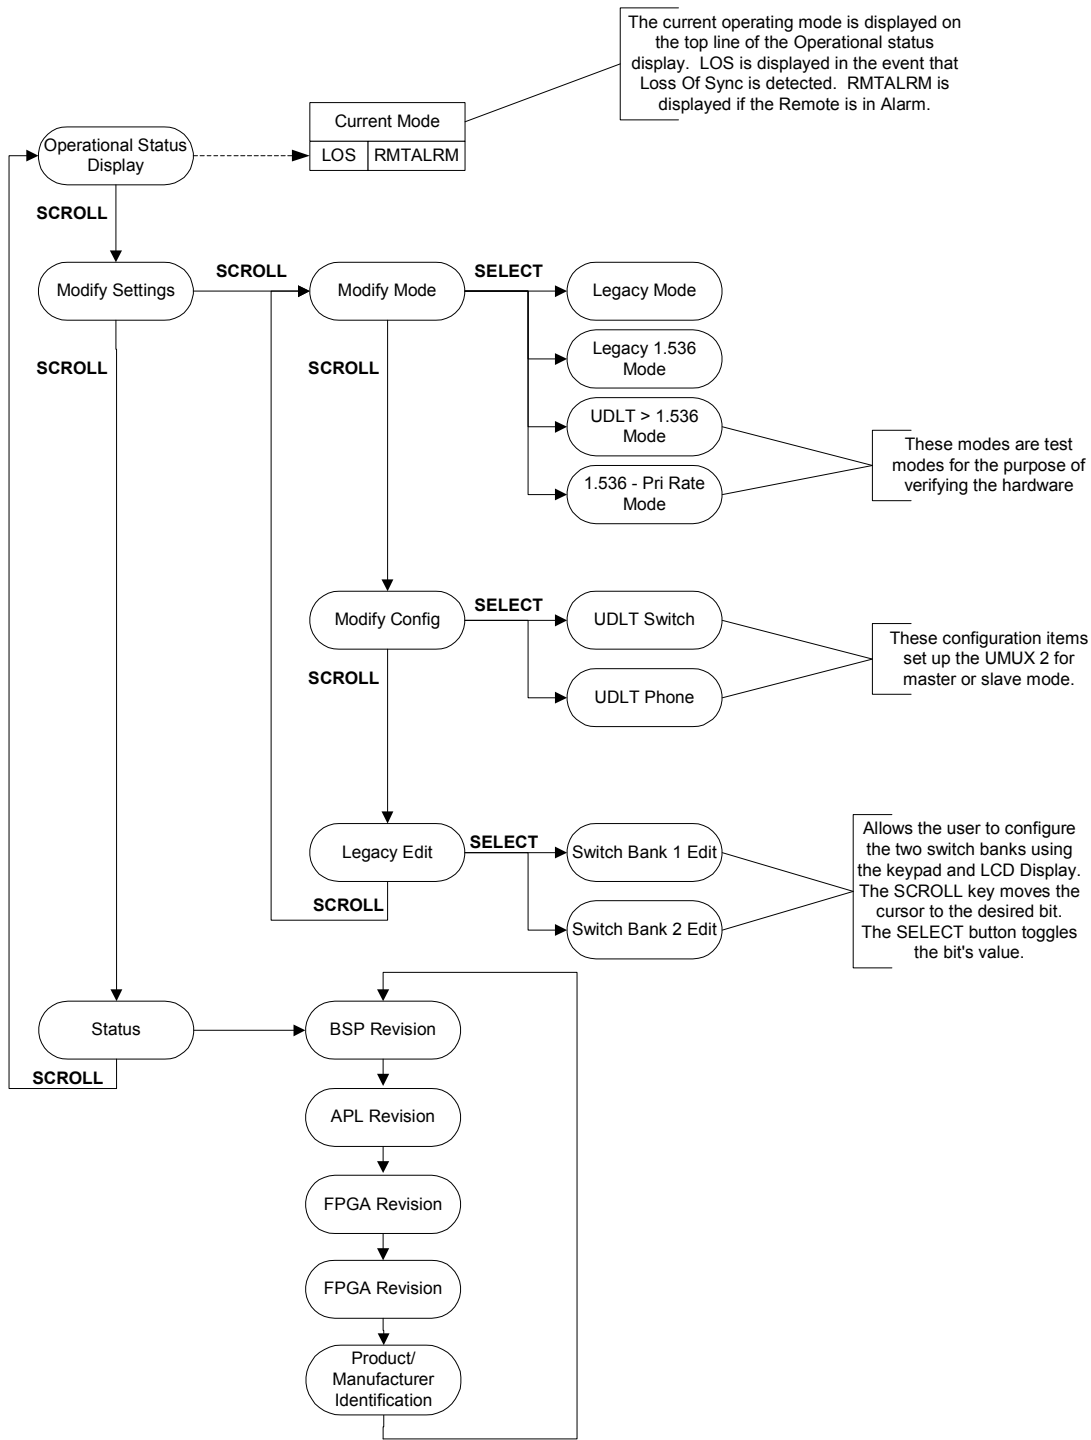 The current operating mode is displayed on
the top line of the Operational status
display. LOS is displayed in the event that
Loss Of Sync is detected. RMTALRM is
displayed if the Remote is in Alarm.
Current Mode
LOS RMTALRM
Operational Status
Display
SCROLL
Modify Settings
SCROLL
Modify Mode
SELECT
Legacy Mode
SCROLL
SCROLL
Legacy 1.536
Mode
UDLT > 1.536
Mode
1.536 - Pri Rate
Mode
These modes are test
modes for the purpose of
verifying the hardware
Modify Config
SELECT
UDLT Switch
SCROLL
UDLT Phone
These configuration items
set up the UMUX 2 for
master or slave mode.
Legacy Edit
SELECT
Switch Bank 1 Edit
SCROLL
Switch Bank 2 Edit
Allows the user to configure
the two switch banks using
the keypad and LCD Display.
The SCROLL key moves the
cursor to the desired bit.
The SELECT button toggles
the bit's value.
Status
SCROLL
BSP Revision
APL Revision
FPGA Revision
FPGA Revision
Product/
Manufacturer
Identification